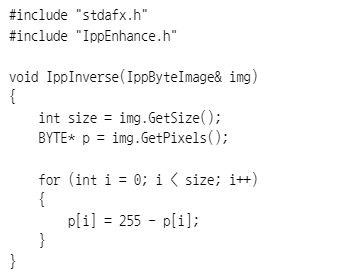 #include "stdafx.h"
#include "IppEnhance.h"

void IppInverse(IppByteImage& img)
{
    int size = img.GetSize();
    BYTE* p = img.GetPixels();

    for (int i = 0; i < size; i++)
    {
        p[i] = 255 - p[i];
    }
}